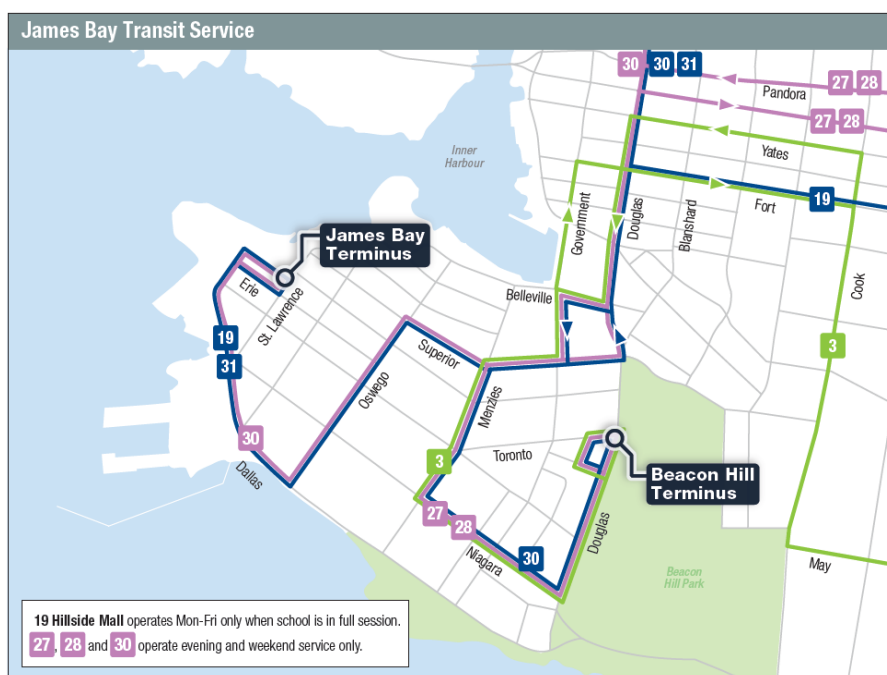 James Bay Transit Service
30 30 31
27 28
Pandora
27 28
Inner
Harbour
Yates
Government
Douglas
Blanshard
Fort
19
James Bay
Terminus
Belleville
Cook
Erie
St. Lawrence
19
31
Superior
3
Oswego
Menzies
30
Dallas
3
Toronto
Beacon Hill
Terminus
27
28
Niagara
30
Douglas
Beacon
Hill Park
May
19 Hillside Mall operates Mon-Fri only when school is in full session.
27, 28 and 30 operate evening and weekend service only.